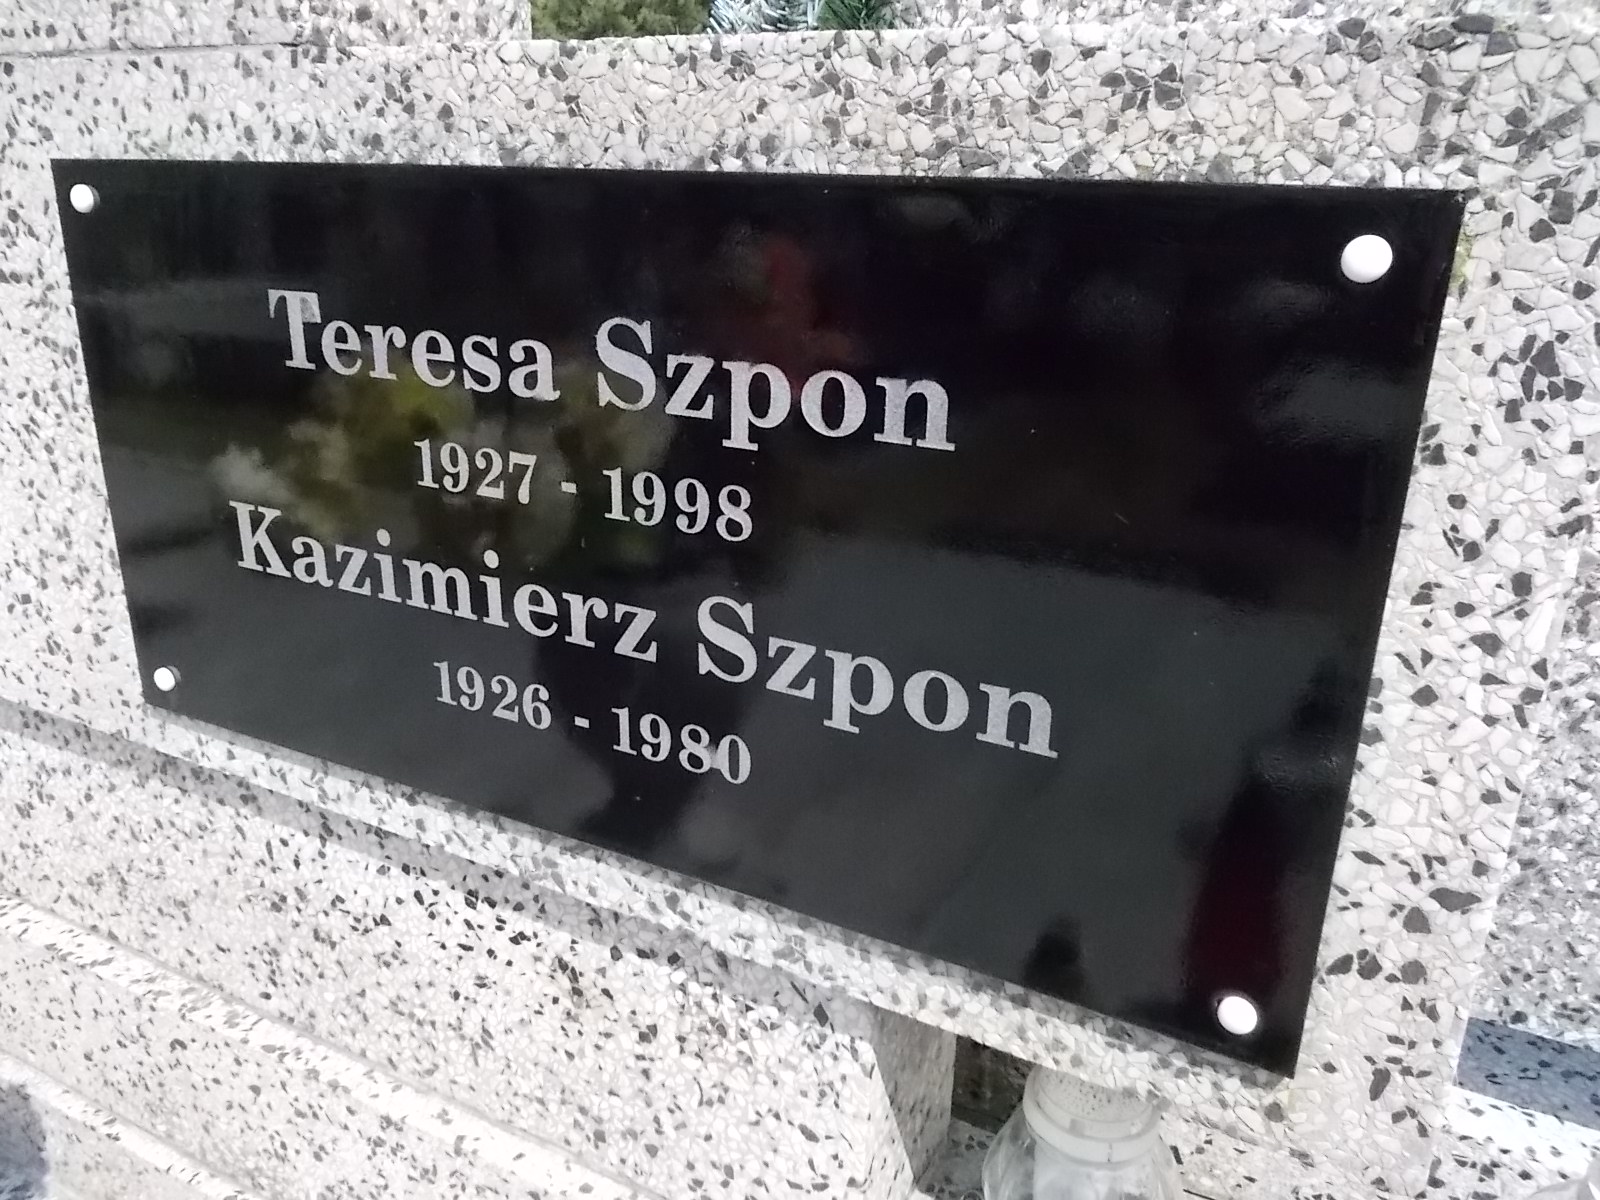 Teresa Szpon
1927 - 1998
Kazimierz Szpon
1926 - 1980